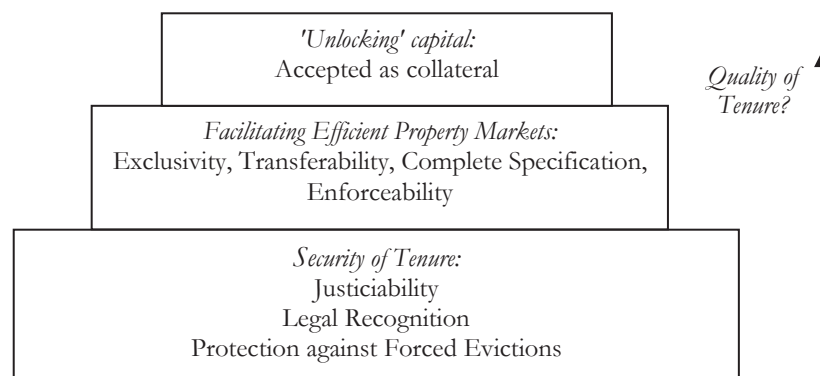 'Unlocking' capital:
Accepted as collateral
Quality of
Tenure?
Facilitating Efficient Property Markets:
Exclusivity, Transferability, Complete Specification,
Enforceability
Security of Tenure:
Justiciability
Legal Recognition
Protection against Forced Evictions